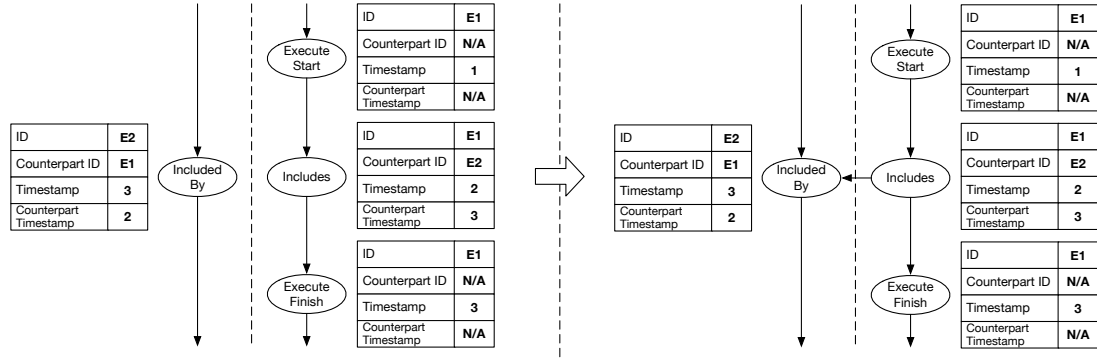 ID E1
Counterpart ID N/A
Timestamp 1
Counterpart
Timestamp N/A
Execute
Start
ID E2
Counterpart ID E1
Timestamp 3
Counterpart
Timestamp 2
Included
By
Includes
ID E1
Counterpart ID E2
Timestamp 2
Counterpart
Timestamp 3
Execute
Finish
ID E1
Counterpart ID N/A
Timestamp 3
Counterpart
Timestamp N/A
Execute
Start
ID E1
Counterpart ID N/A
Timestamp 1
Counterpart
Timestamp N/A
ID E2
Counterpart ID E1
Timestamp 3
Counterpart
Timestamp 2
Included
By
Includes
ID E1
Counterpart ID E2
Timestamp 2
Counterpart
Timestamp 3
Execute
Finish
ID E1
Counterpart ID N/A
Timestamp 3
Counterpart
Timestamp N/A